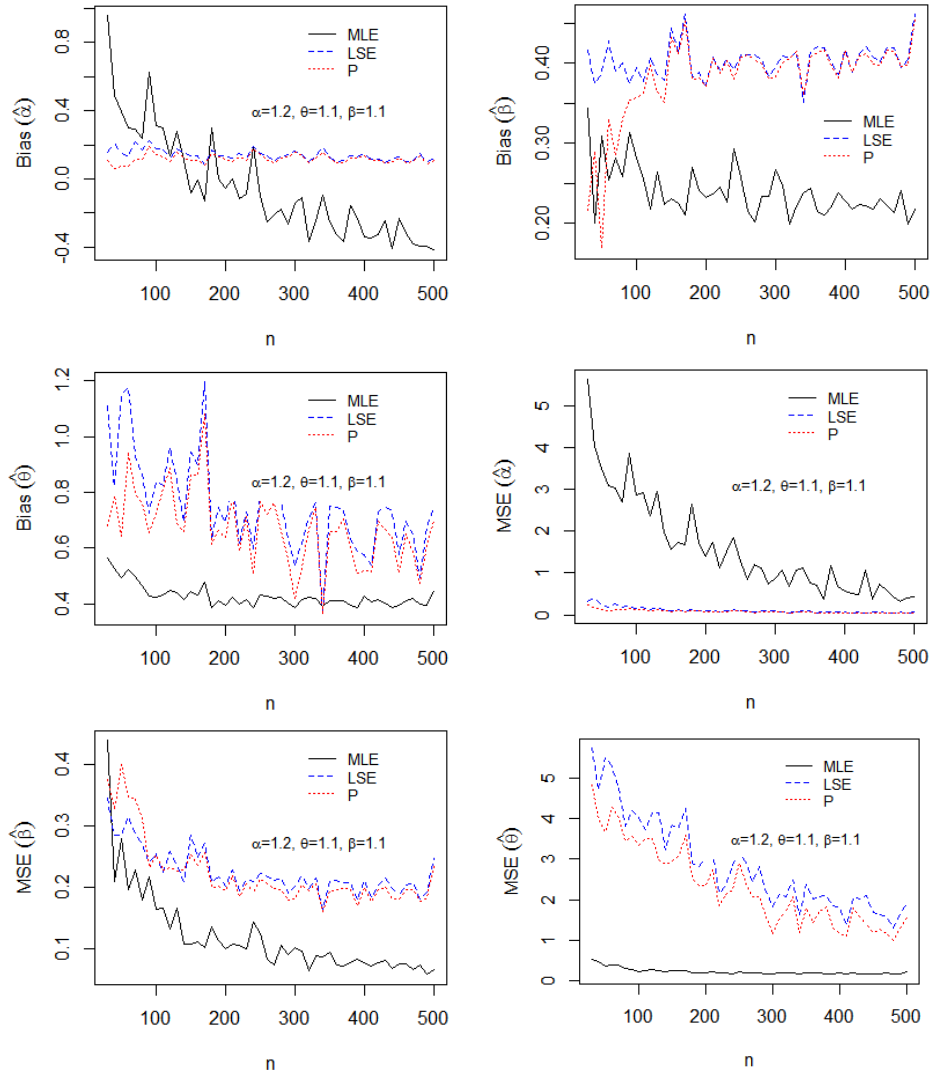 Bias (α̂)
0.8
0.4
0.0
-0.4
MLE
LSE
P
α=1.2, θ=1.1, β=1.1
100 200 300 400 500
n
Bias (β̂)
0.40
0.30
0.20
MLE
LSE
P
100 200 300 400 500
n
Bias (θ̂)
1.2
1.0
0.8
0.6
0.4
MLE
LSE
P
α=1.2, θ=1.1, β=1.1
100 200 300 400 500
n
MSE (α̂)
5
4
3
2
1
0
MLE
LSE
P
α=1.2, θ=1.1, β=1.1
100 200 300 400 500
n
MSE (β̂)
0.4
0.3
0.2
0.1
MLE
LSE
P
α=1.2, θ=1.1, β=1.1
100 200 300 400 500
n
MSE (θ̂)
5
4
3
2
1
0
MLE
LSE
P
α=1.2, θ=1.1, β=1.1
100 200 300 400 500
n